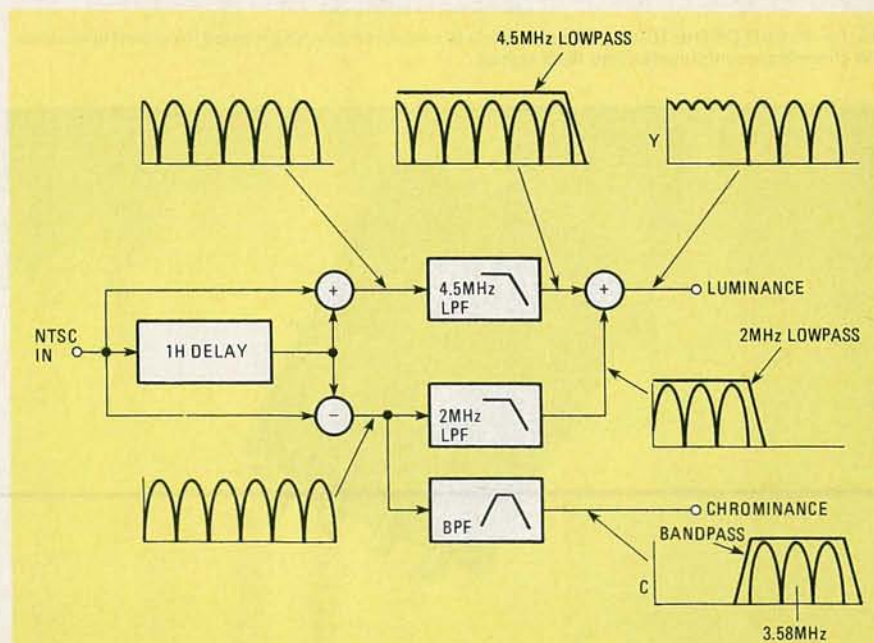 4.5MHz LOWPASS
Y
4.5MHz
LPF
LUMINANCE
NTSC
IN
1H DELAY
2MHz LOWPASS
2MHz
LPF
BPF
CHROMINANCE
BANDPASS
C
3.58MHz
+
+
−